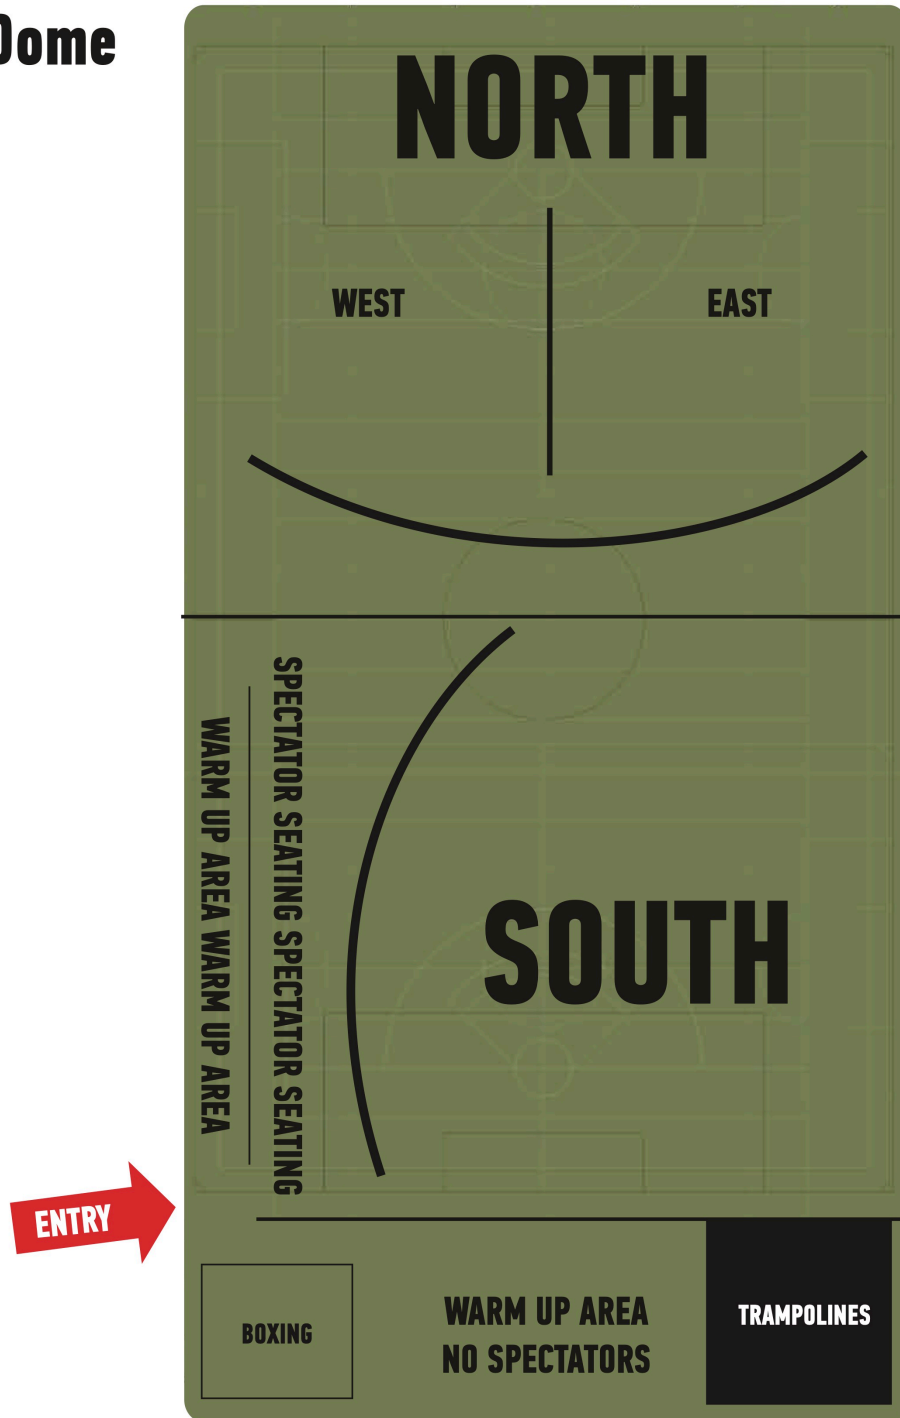 Dome
NORTH
WEST
EAST
SPECTATOR SEATING SPECTATOR SEATING
WARM UP AREA WARM UP AREA
SOUTH
ENTRY
BOXING
WARM UP AREA
NO SPECTATORS
TRAMPOLINES